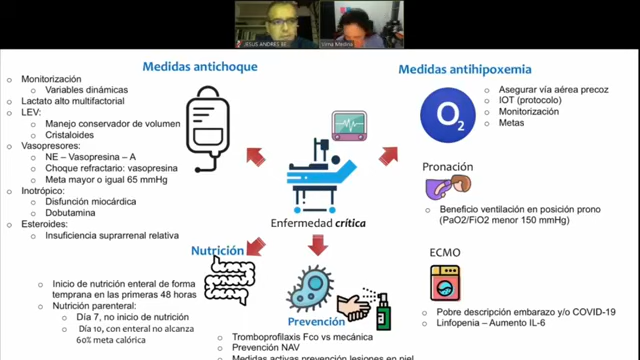 JESUS ANDRES BE...
Vima Medina
Medidas antichoque
Medidas antihipoxemia
Monitorización
Variables dinámicas
Lactato alto multifactorial
LEV:
Manejo conservador de volumen
Cristaloides
Vasopresores:
NE – Vasopresina – A
Choque refractario: vasopresina
Meta mayor o igual 65 mmHg
Inotrópico:
Disfunción miocárdica
Dobutamina
Esteroides:
Insuficiencia suprarrenal relativa
O2
Asegurar vía aérea precoz
IOT (protocolo)
Monitorización
Metas
Pronación
Beneficio ventilación en posición prono
(PaO2/FiO2 menor 150 mmHg)
Enfermedad crítica
Nutrición
Inicio de nutrición enteral de forma
temprana en las primeras 48 horas
Nutrición parenteral:
Día 7, no inicio de nutrición
Día 10, con enteral no alcanza
60% meta calórica
Prevención
Tromboprofilaxis Fco vs mecánica
Prevención NAV
Medidas activas prevención lesiones en piel
ECMO
Pobre descripción embarazo y/o COVID-19
Linfopenia – Aumento IL-6